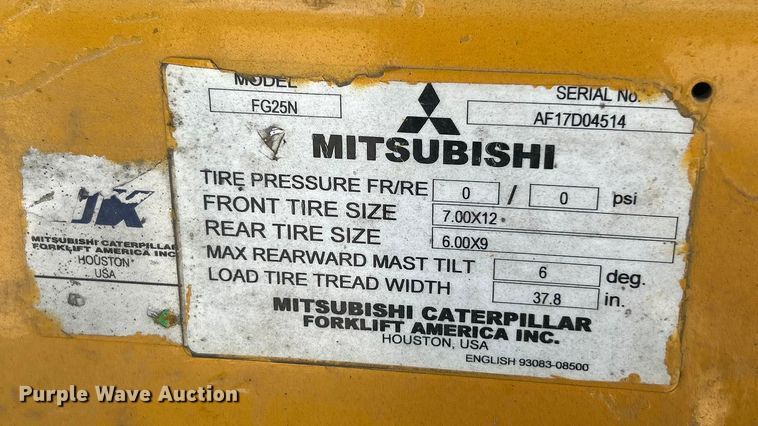 MODEL
FG25N
SERIAL No.
AF17D04514
MITSUBISHI
TIRE PRESSURE FR/RE 0 / 0 psi
FRONT TIRE SIZE 7.00X12
REAR TIRE SIZE 6.00X9
MAX REARWARD MAST TILT 6 deg.
LOAD TIRE TREAD WIDTH 37.8 in.
MITSUBISHI CATERPILLAR
FORKLIFT AMERICA INC.
HOUSTON, USA
ENGLISH 93083-08500
MITSUBISHI CATERPILLAR
FORKLIFT AMERICA INC.
HOUSTON
USA
Purple Wave Auction